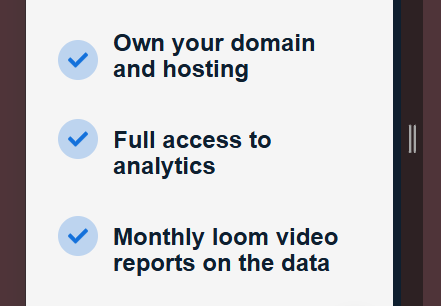 Own your domain
and hosting
Full access to
analytics
Monthly loom video
reports on the data